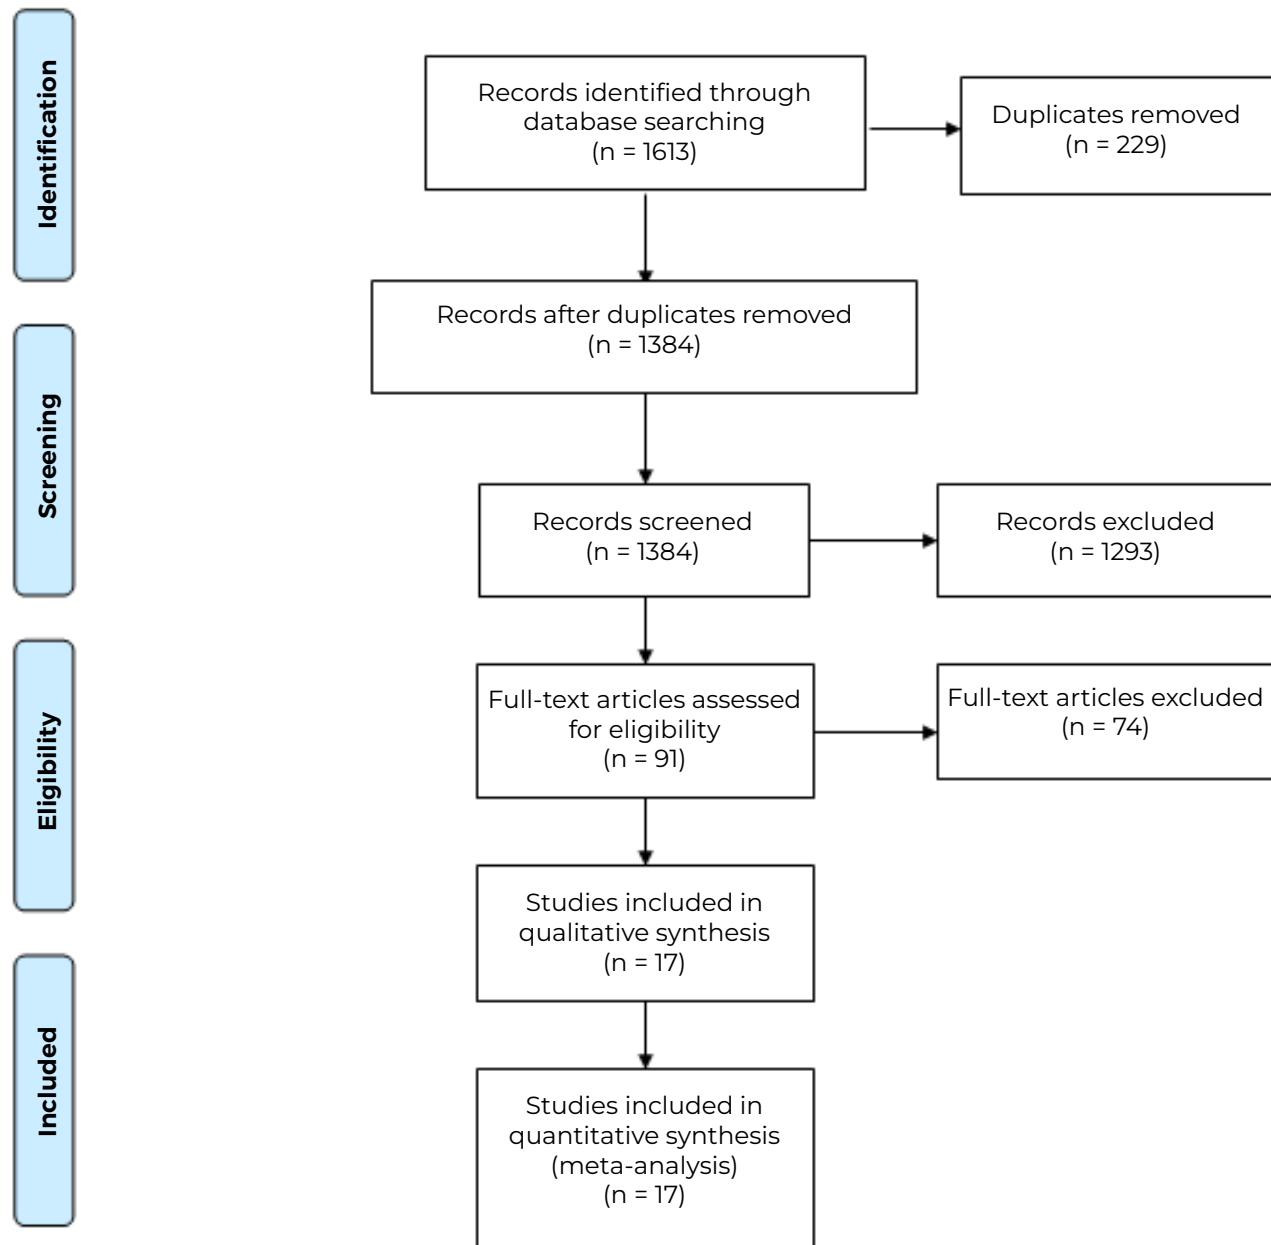 Identification
Records identified through
database searching
(n = 1613)
Duplicates removed
(n = 229)
Records after duplicates removed
(n = 1384)
Screening
Records screened
(n = 1384)
Records excluded
(n = 1293)
Eligibility
Full-text articles assessed
for eligibility
(n = 91)
Full-text articles excluded
(n = 74)
Studies included in
qualitative synthesis
(n = 17)
Included
Studies included in
quantitative synthesis
(meta-analysis)
(n = 17)